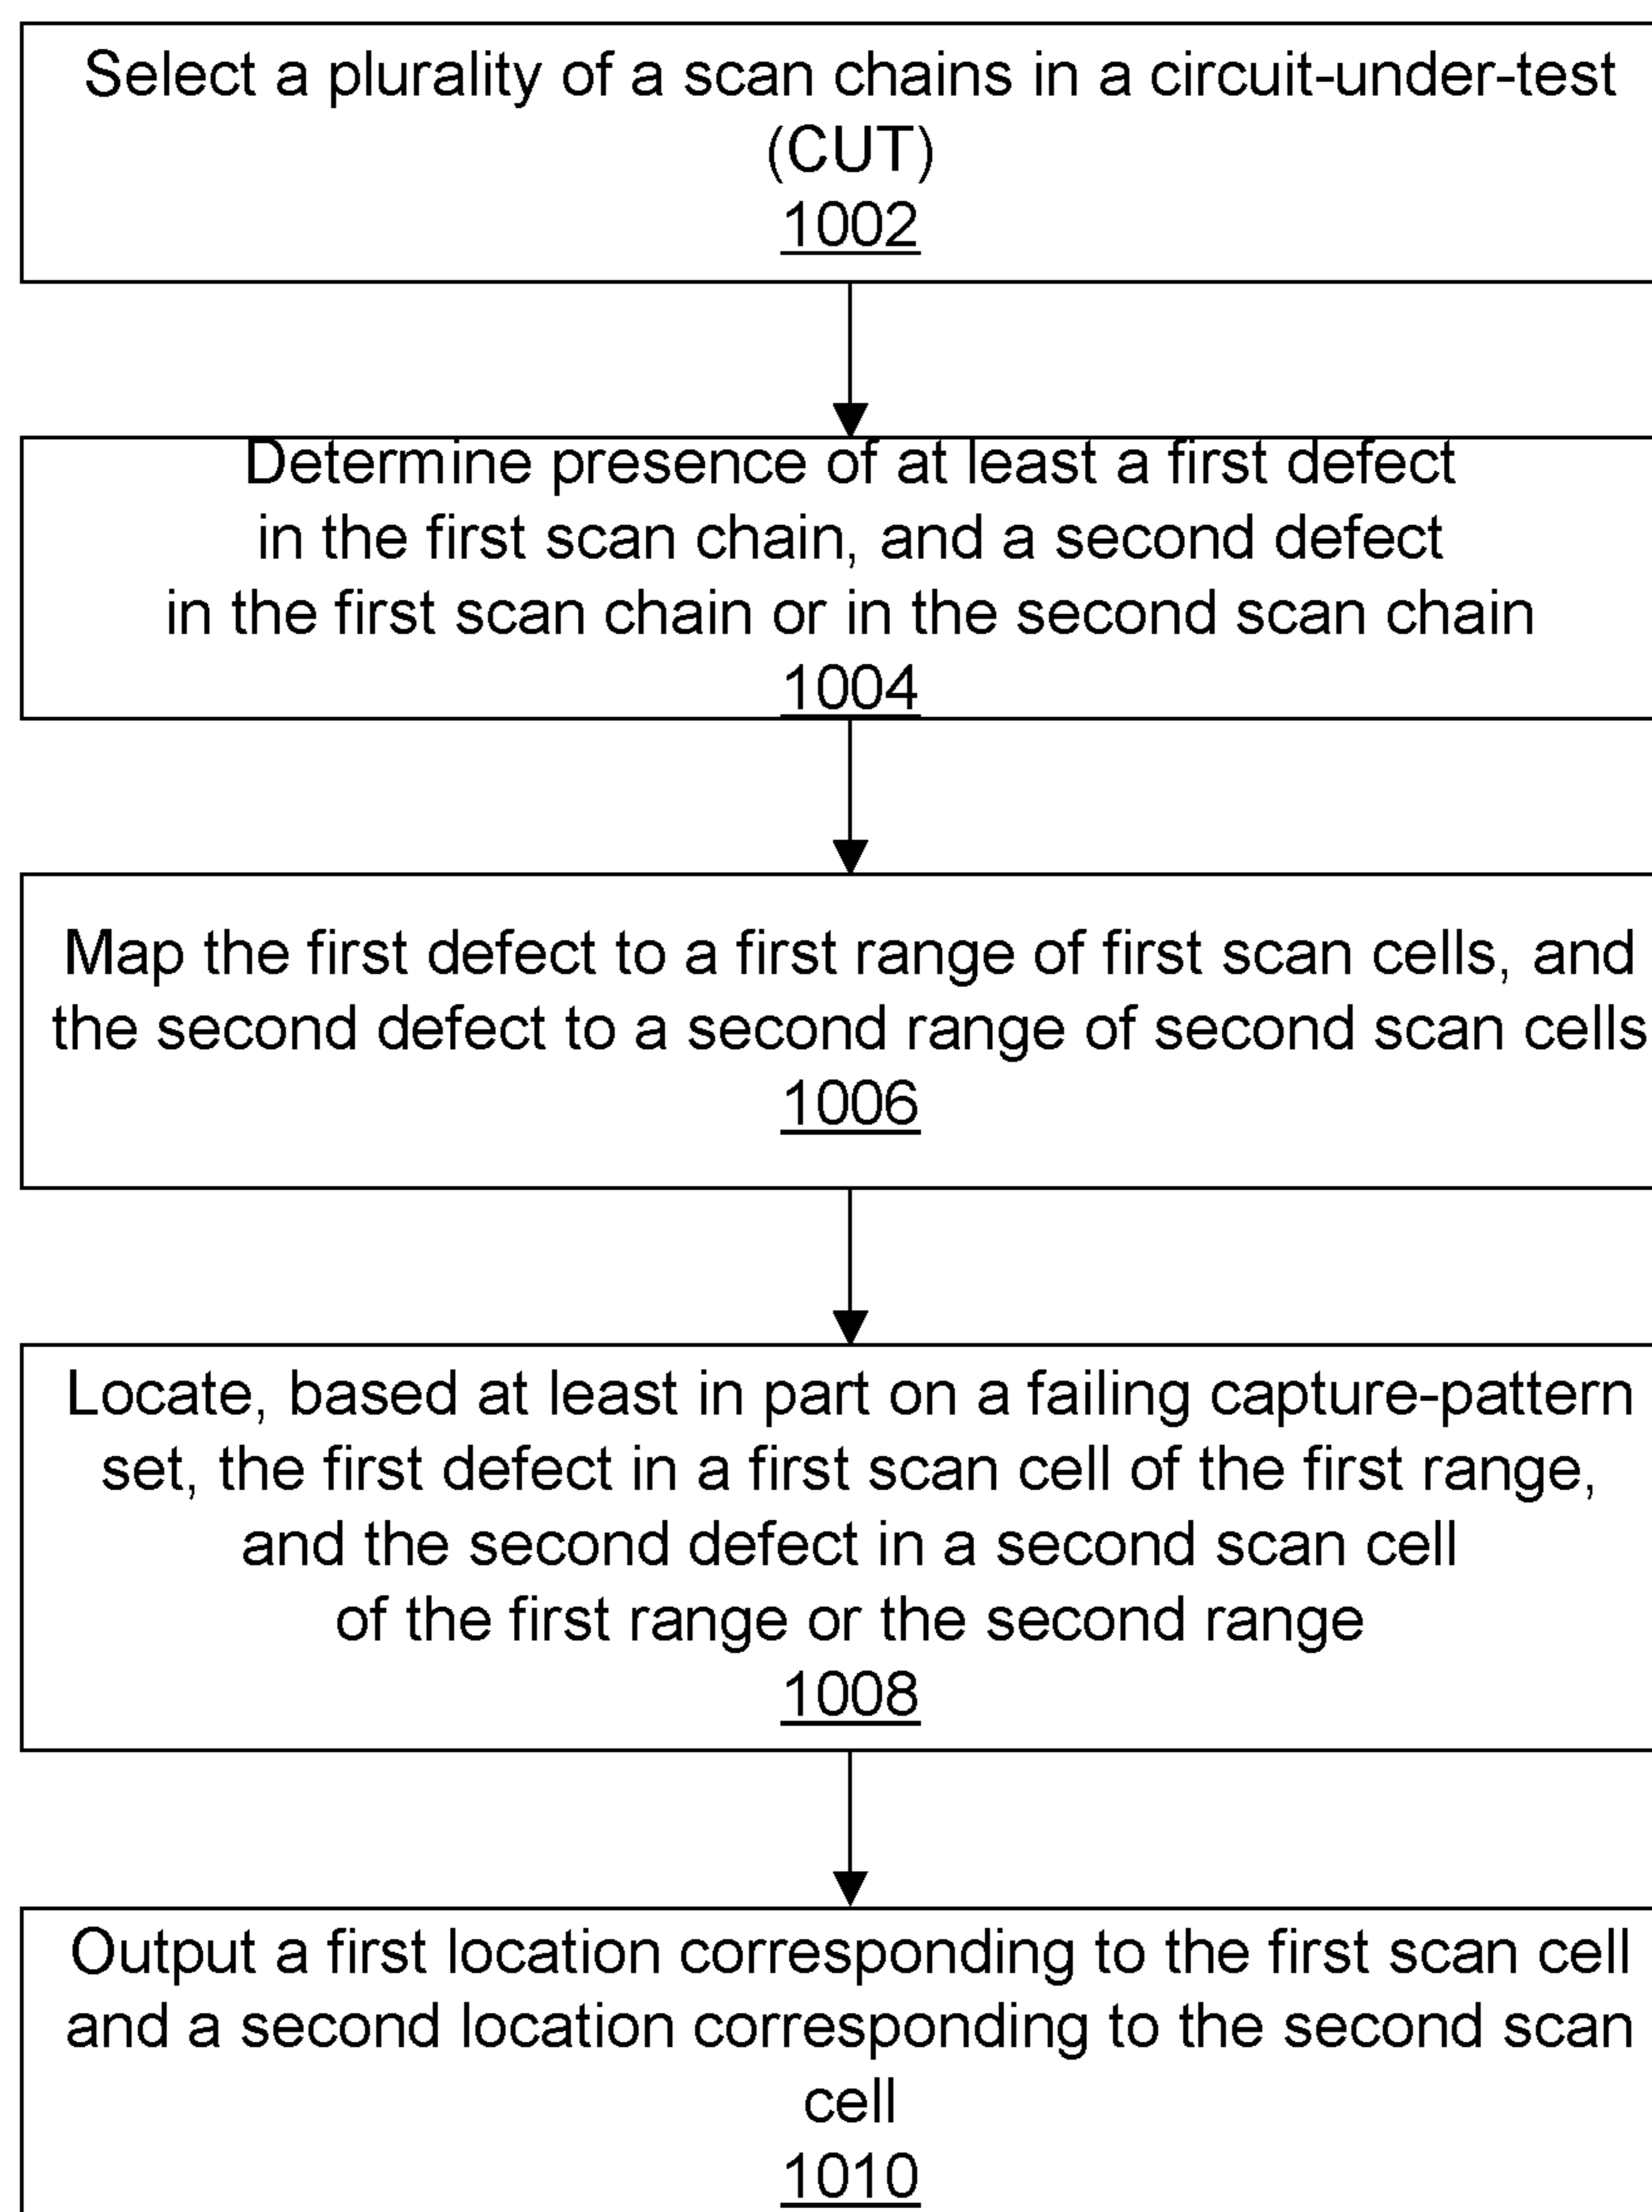 Select a plurality of a scan chains in a circuit-under-test
(CUT)
1002
Determine presence of at least a first defect
in the first scan chain, and a second defect
in the first scan chain or in the second scan chain
1004
Map the first defect to a first range of first scan cells, and
the second defect to a second range of second scan cells
1006
Locate, based at least in part on a failing capture-pattern
set, the first defect in a first scan cell of the first range,
and the second defect in a second scan cell
of the first range or the second range
1008
Output a first location corresponding to the first scan cell
and a second location corresponding to the second scan
cell
1010